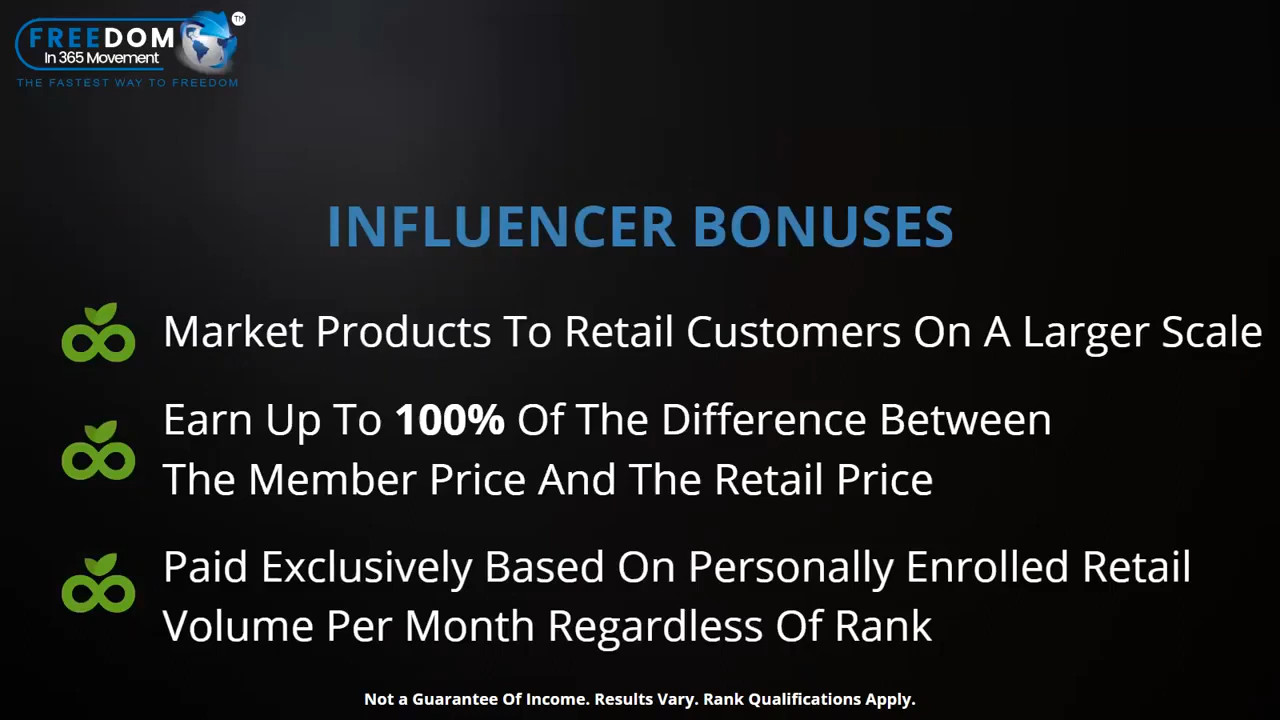 FREEDOM
TM
In 365 Movement
THE FASTEST WAY TO FREEDOM
INFLUENCER BONUSES
Market Products To Retail Customers On A Larger Scale
Earn Up To 100% Of The Difference Between
The Member Price And The Retail Price
Paid Exclusively Based On Personally Enrolled Retail
Volume Per Month Regardless Of Rank
Not a Guarantee Of Income. Results Vary. Rank Qualifications Apply.